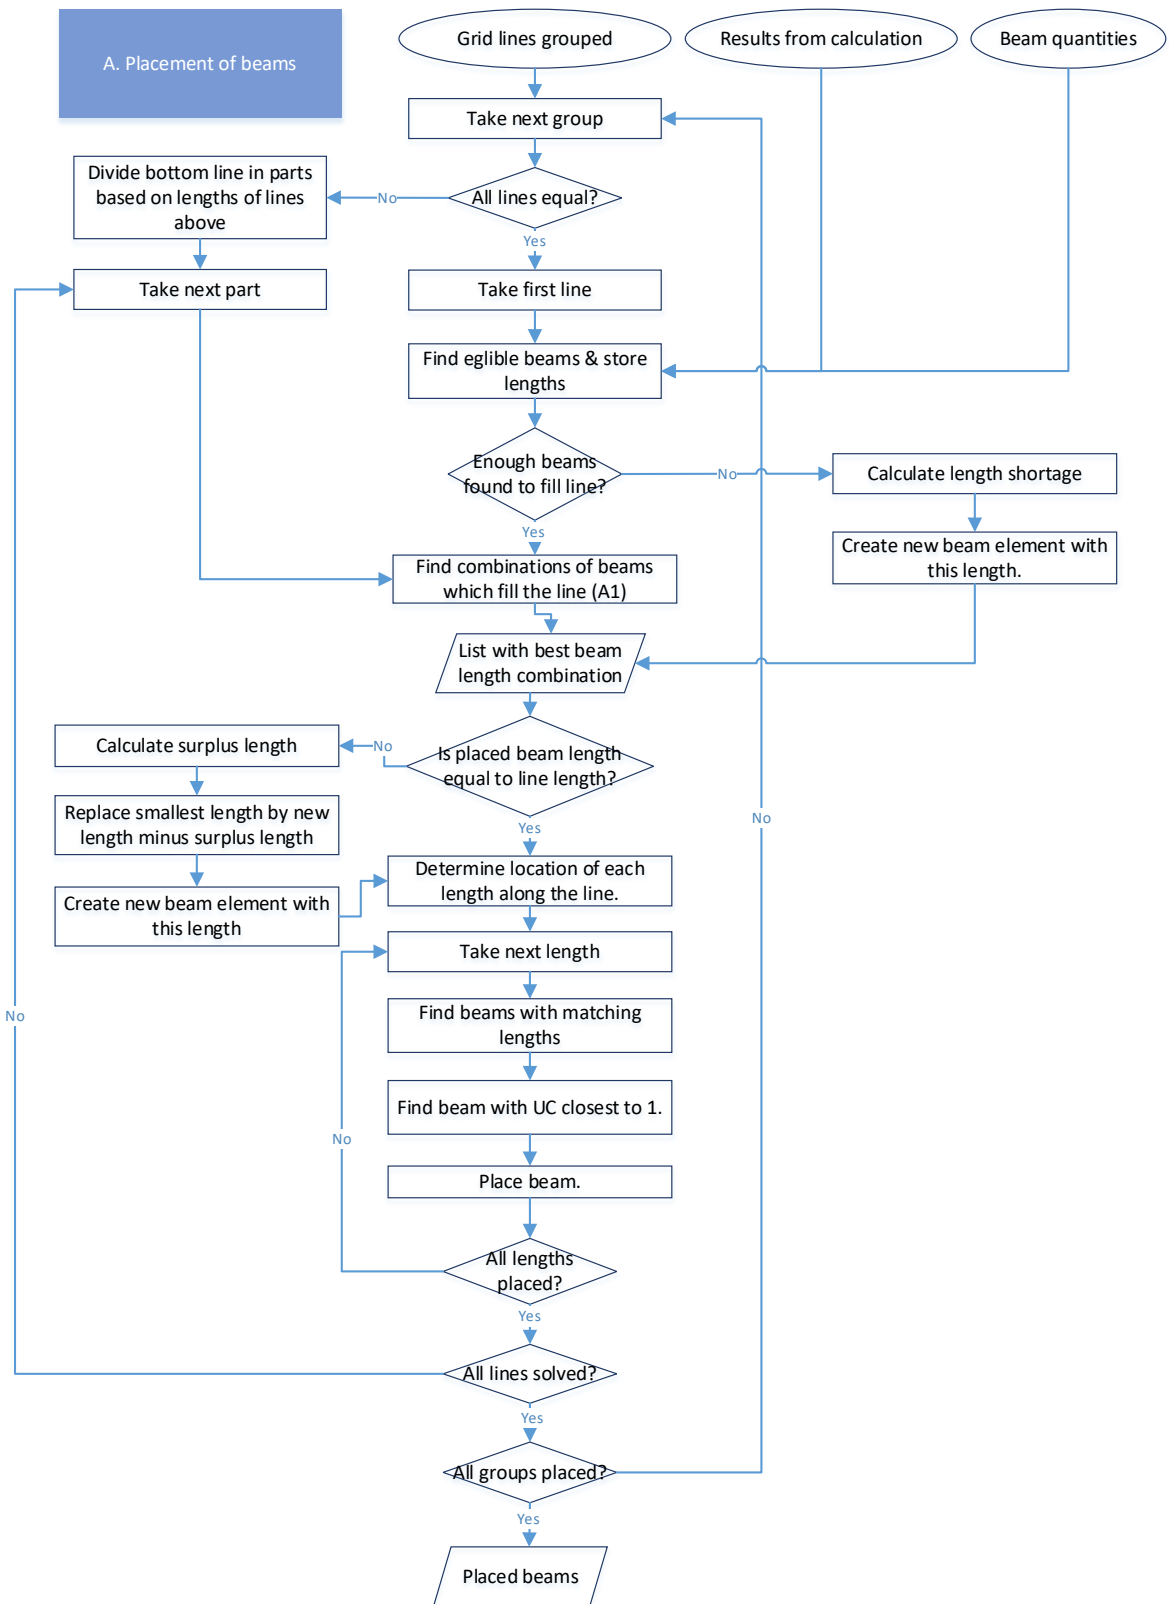 A. Placement of beams
Grid lines grouped
Results from calculation
Beam quantities
Take next group
All lines equal?
No
Divide bottom line in parts
based on lengths of lines
above
Yes
Take next part
Take first line
Find eglible beams & store
lengths
Enough beams
found to fill line?
No
Calculate length shortage
Yes
Create new beam element with
this length.
Find combinations of beams
which fill the line (A1)
List with best beam
length combination
Is placed beam length
equal to line length?
No
Calculate surplus length
Replace smallest length by new
length minus surplus length
Create new beam element with
this length
Yes
Determine location of each
length along the line.
Take next length
Find beams with matching
lengths
Find beam with UC closest to 1.
Place beam.
All lengths
placed?
No
Yes
All lines solved?
No
Yes
All groups placed?
No
Yes
Placed beams